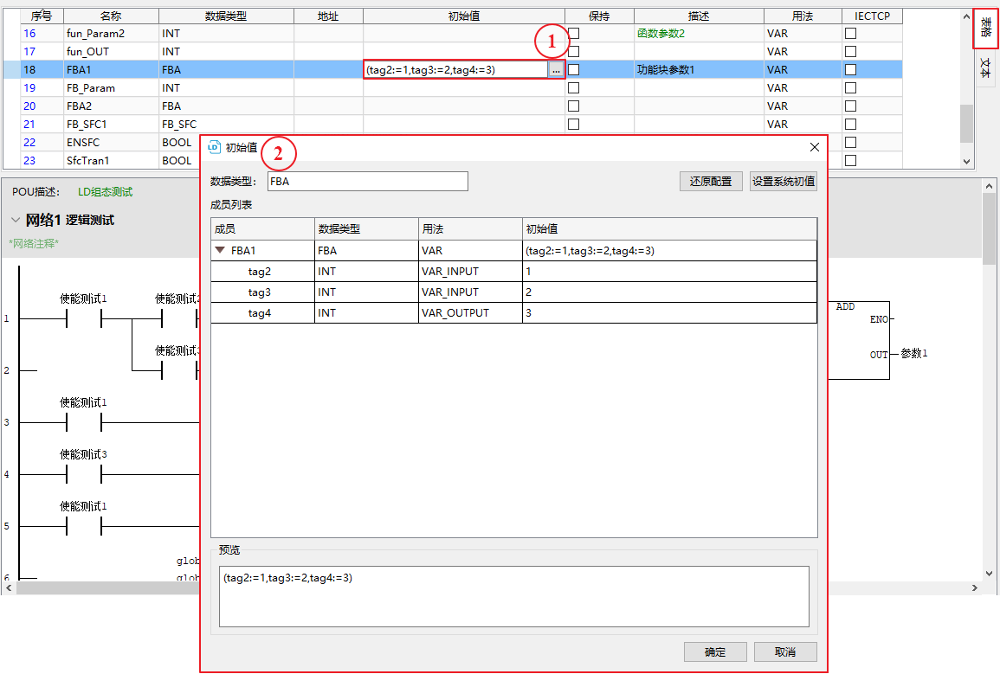 序号 名称 数据类型 地址 初始值 保持 描述 用法 IECTCP
16 fun_Param2 INT 函数参数2 VAR
17 fun_OUT INT VAR
18 FBA1 FBA (tag2:=1,tag3:=2,tag4:=3) ... 功能块参数1 VAR
19 FB_Param INT VAR
20 FBA2 FBA VAR
21 FB_SFC1 FB_SFC VAR
22 ENSFC BOOL
23 SfcTran1 BOOL
表格
文本
1
2
LD 初始值
数据类型: FBA 还原配置 设置系统初值
成员列表
成员 数据类型 用法 初始值
FBA1 FBA VAR (tag2:=1,tag3:=2,tag4:=3)
tag2 INT VAR_INPUT 1
tag3 INT VAR_INPUT 2
tag4 INT VAR_OUTPUT 3
预览
(tag2:=1,tag3:=2,tag4:=3)
确定 取消
POU描述: LD组态测试
网络1 逻辑测试
*网络注释*
使能测试1 使能测试
1
使能测试
2
使能测试1
3
使能测试3
4
使能测试1
5
glob
6
glob
ADD
ENO
OUT 参数1